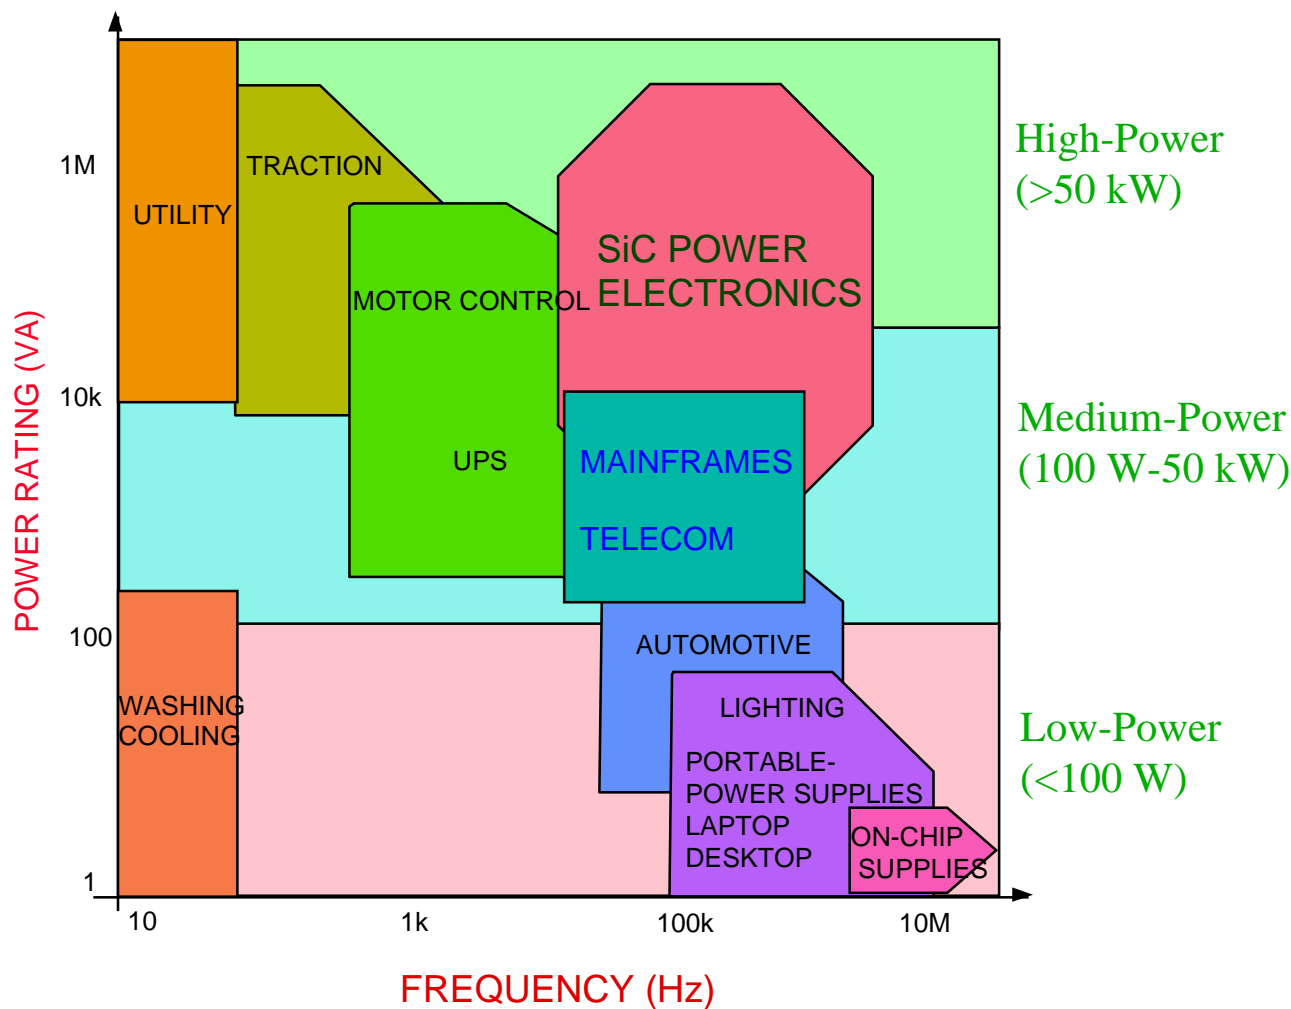 TRACTION
1M
UTILITY
MOTOR CONTROL
SiC POWER
ELECTRONICS
High-Power
(>50 kW)
POWER RATING (VA)
10k
UPS
MAINFRAMES
TELECOM
Medium-Power
(100 W-50 kW)
100
AUTOMOTIVE
WASHING
COOLING
LIGHTING
PORTABLE-
POWER SUPPLIES
LAPTOP
DESKTOP
ON-CHIP
SUPPLIES
Low-Power
(<100 W)
1
10
1k
100k
10M
FREQUENCY (Hz)